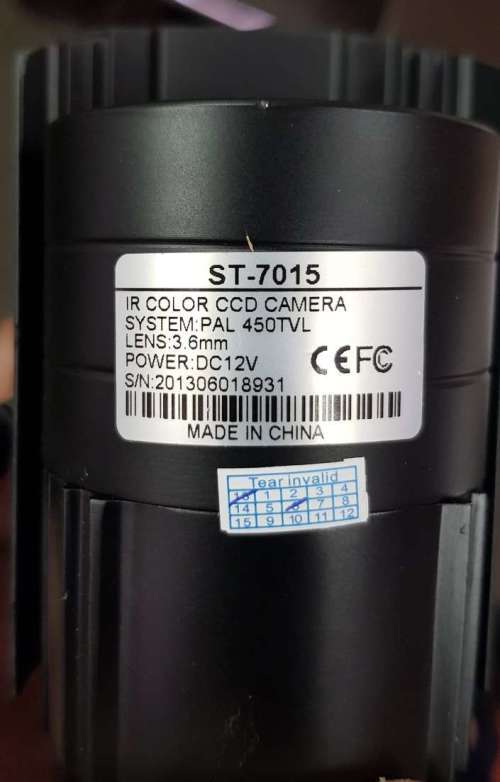 ST-7015
IR COLOR CCD CAMERA
SYSTEM:PAL 450TVL
LENS:3.6mm
POWER:DC12V
CE FC
S/N:201306018931
MADE IN CHINA
Tear invalid
13 1 2 3 4
14 5 6 7 8
15 9 10 11 12